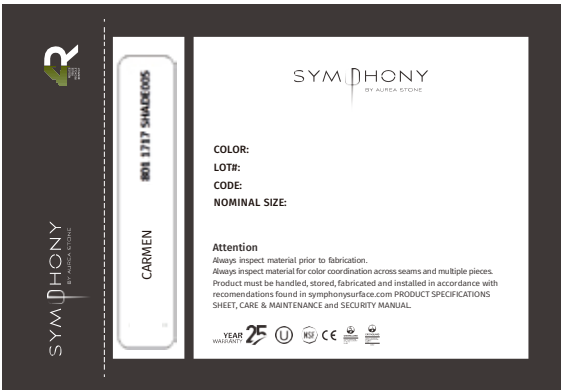 4R
SYMPHONY
BY AUREA STONE
801 1717 SHADE005
CARMEN
SYMPHONY
BY AUREA STONE
COLOR:
LOT#:
CODE:
NOMINAL SIZE:
Attention
Always inspect material prior to fabrication.
Always inspect material for color coordination across seams and multiple pieces.
Product must be handled, stored, fabricated and installed in accordance with
recomendations found in symphonysurface.com PRODUCT SPECIFICATIONS
SHEET, CARE & MAINTENANCE and SECURITY MANUAL.
YEAR 25 U NSF CE
WARRANTY